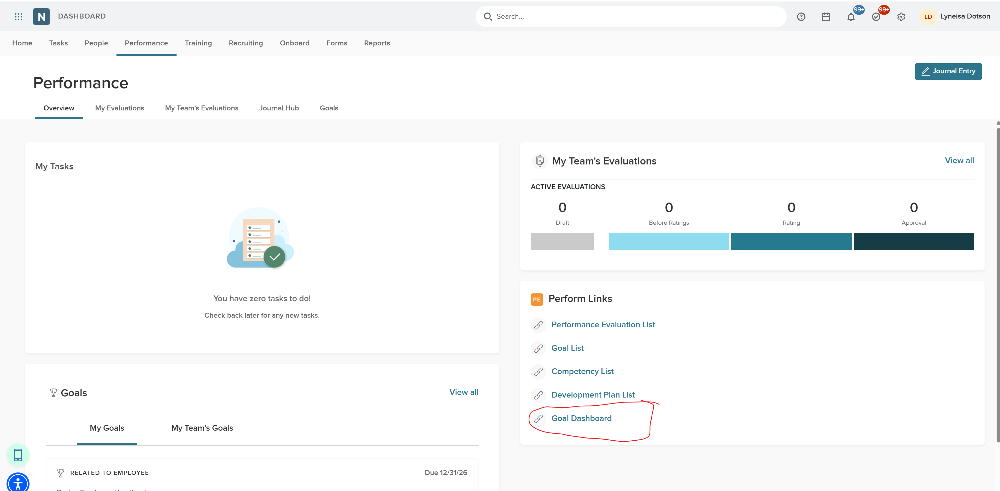 N DASHBOARD Search... 99+ 99+ LD Lyneisa Dotson
Home Tasks People Performance Training Recruiting Onboard Forms Reports
Journal Entry
Performance
Overview My Evaluations My Team's Evaluations Journal Hub Goals
My Tasks
You have zero tasks to do!
Check back later for any new tasks.
My Team's Evaluations View all
ACTIVE EVALUATIONS
0 0 0 0
Draft Before Ratings Rating Approval
PE Perform Links
Performance Evaluation List
Goal List
Competency List
Development Plan List
Goal Dashboard
Goals View all
My Goals My Team's Goals
RELATED TO EMPLOYEE Due 12/31/26